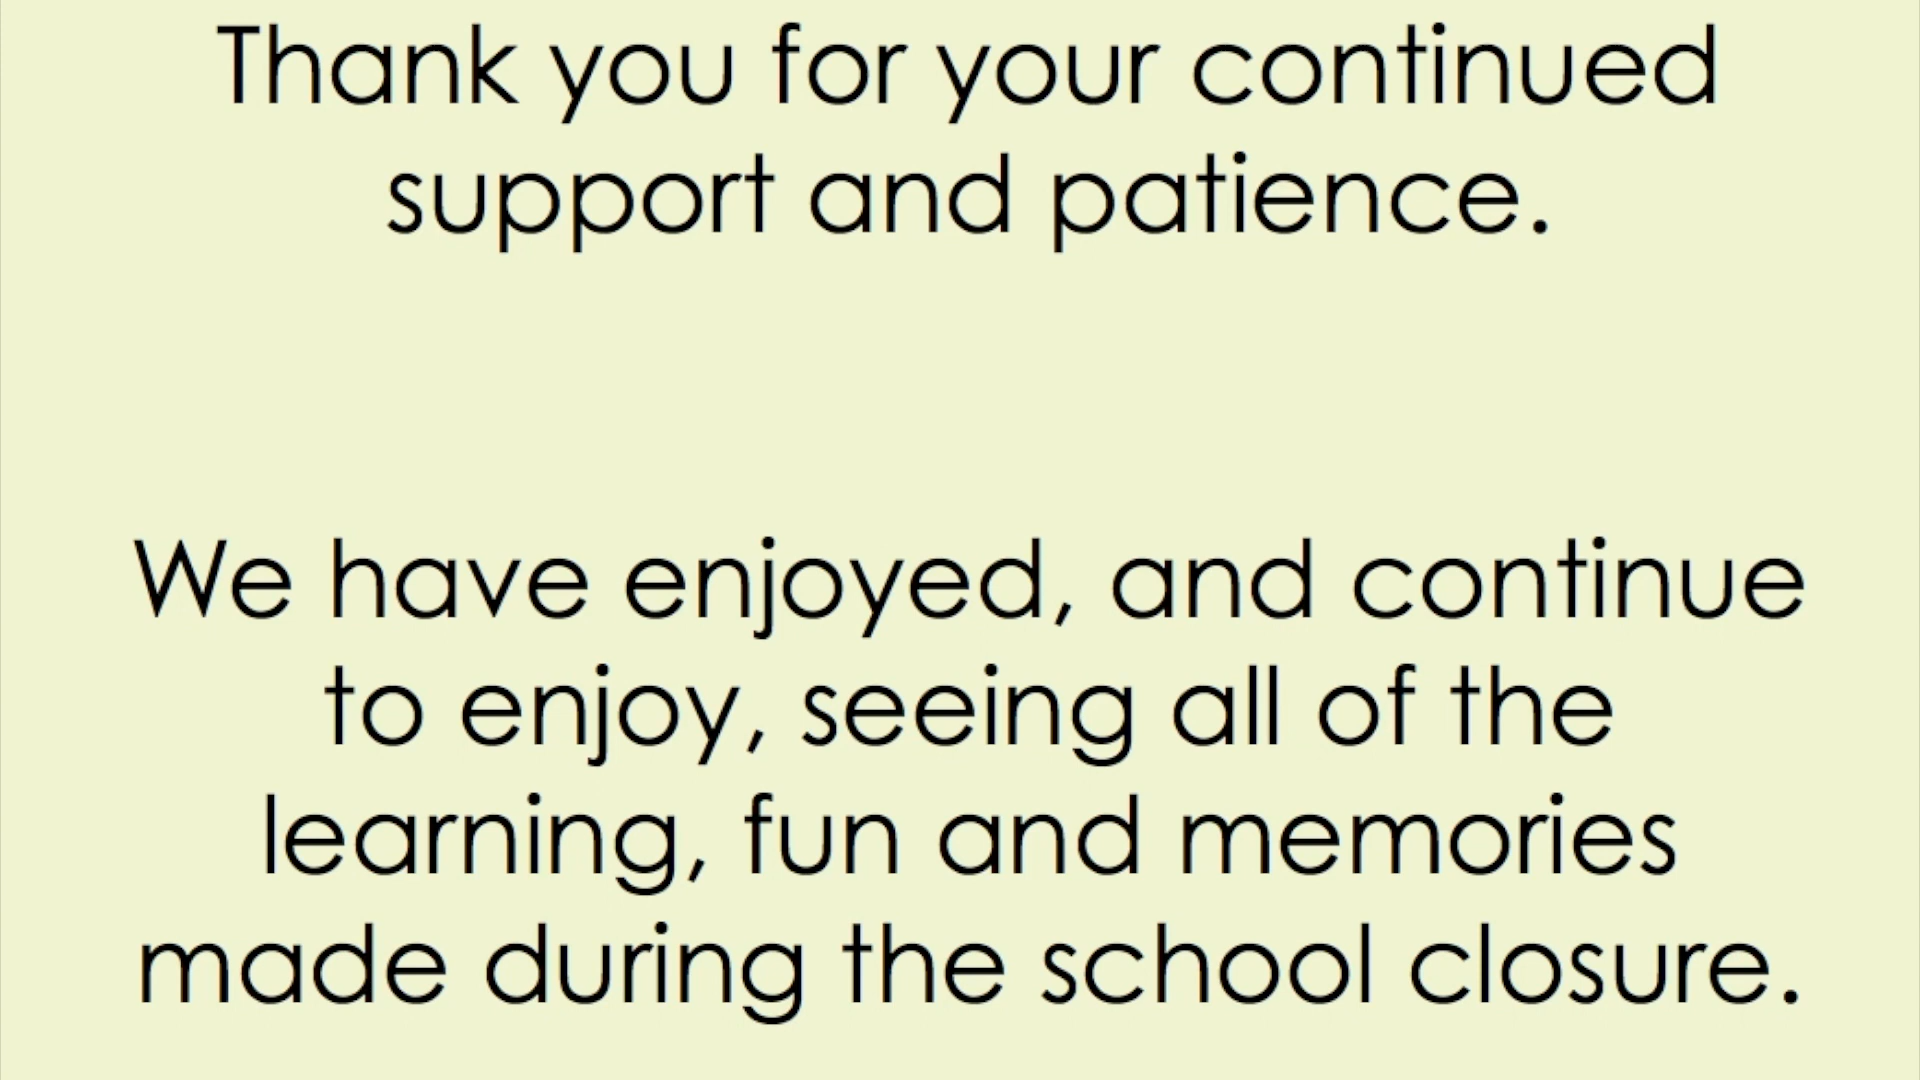 Thank you for your continued
support and patience.
We have enjoyed, and continue
to enjoy, seeing all of the
learning, fun and memories
made during the school closure.